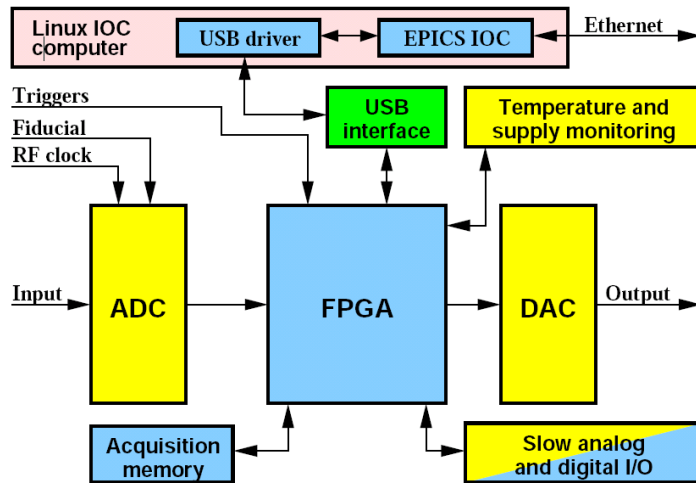 Linux IOC
computer
USB driver
EPICS IOC
Ethernet
Triggers
Fiducial
RF clock
USB
interface
Temperature and
supply monitoring
Input
ADC
FPGA
DAC
Output
Acquisition
memory
Slow analog
and digital I/O